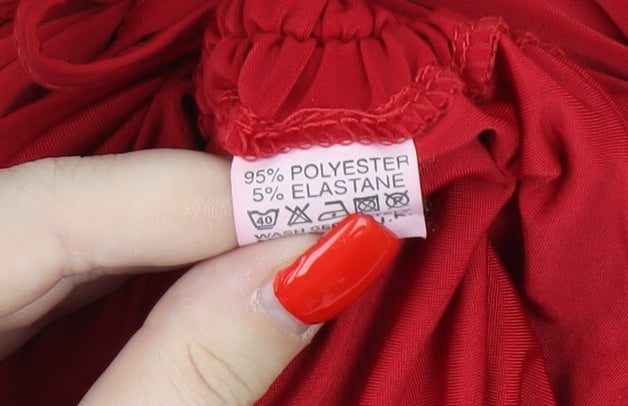 95% POLYESTER
5% ELASTANE
40
WASH